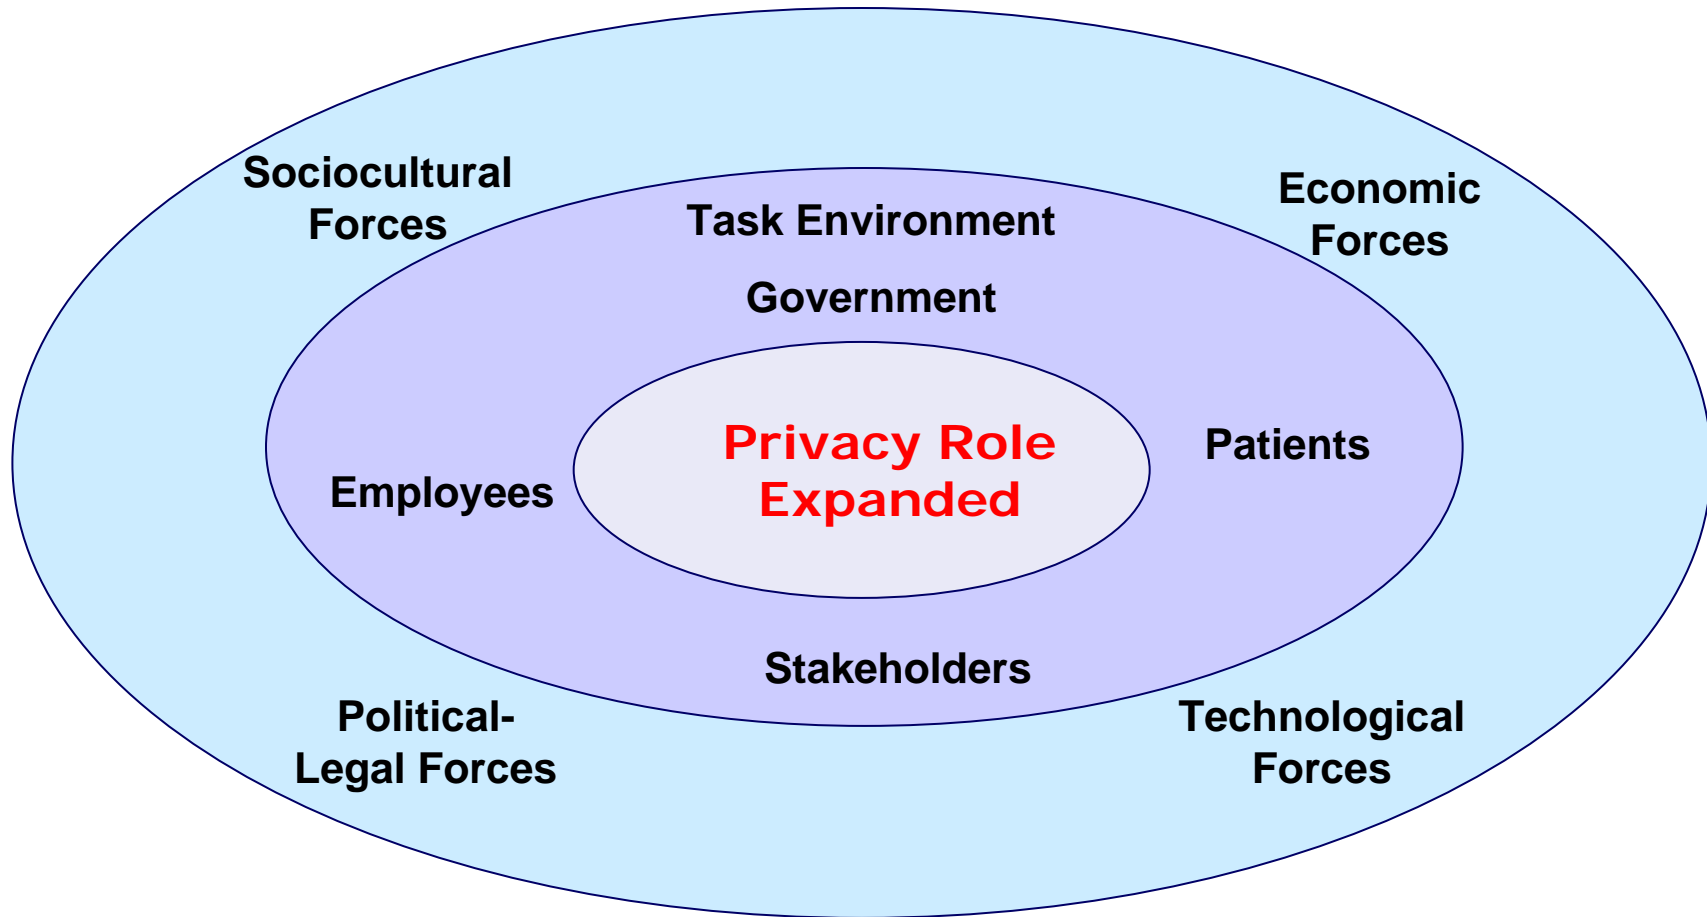 Sociocultural
Forces
Economic
Forces
Task Environment
Government
Privacy Role
Expanded
Patients
Employees
Stakeholders
Political-
Legal Forces
Technological
Forces